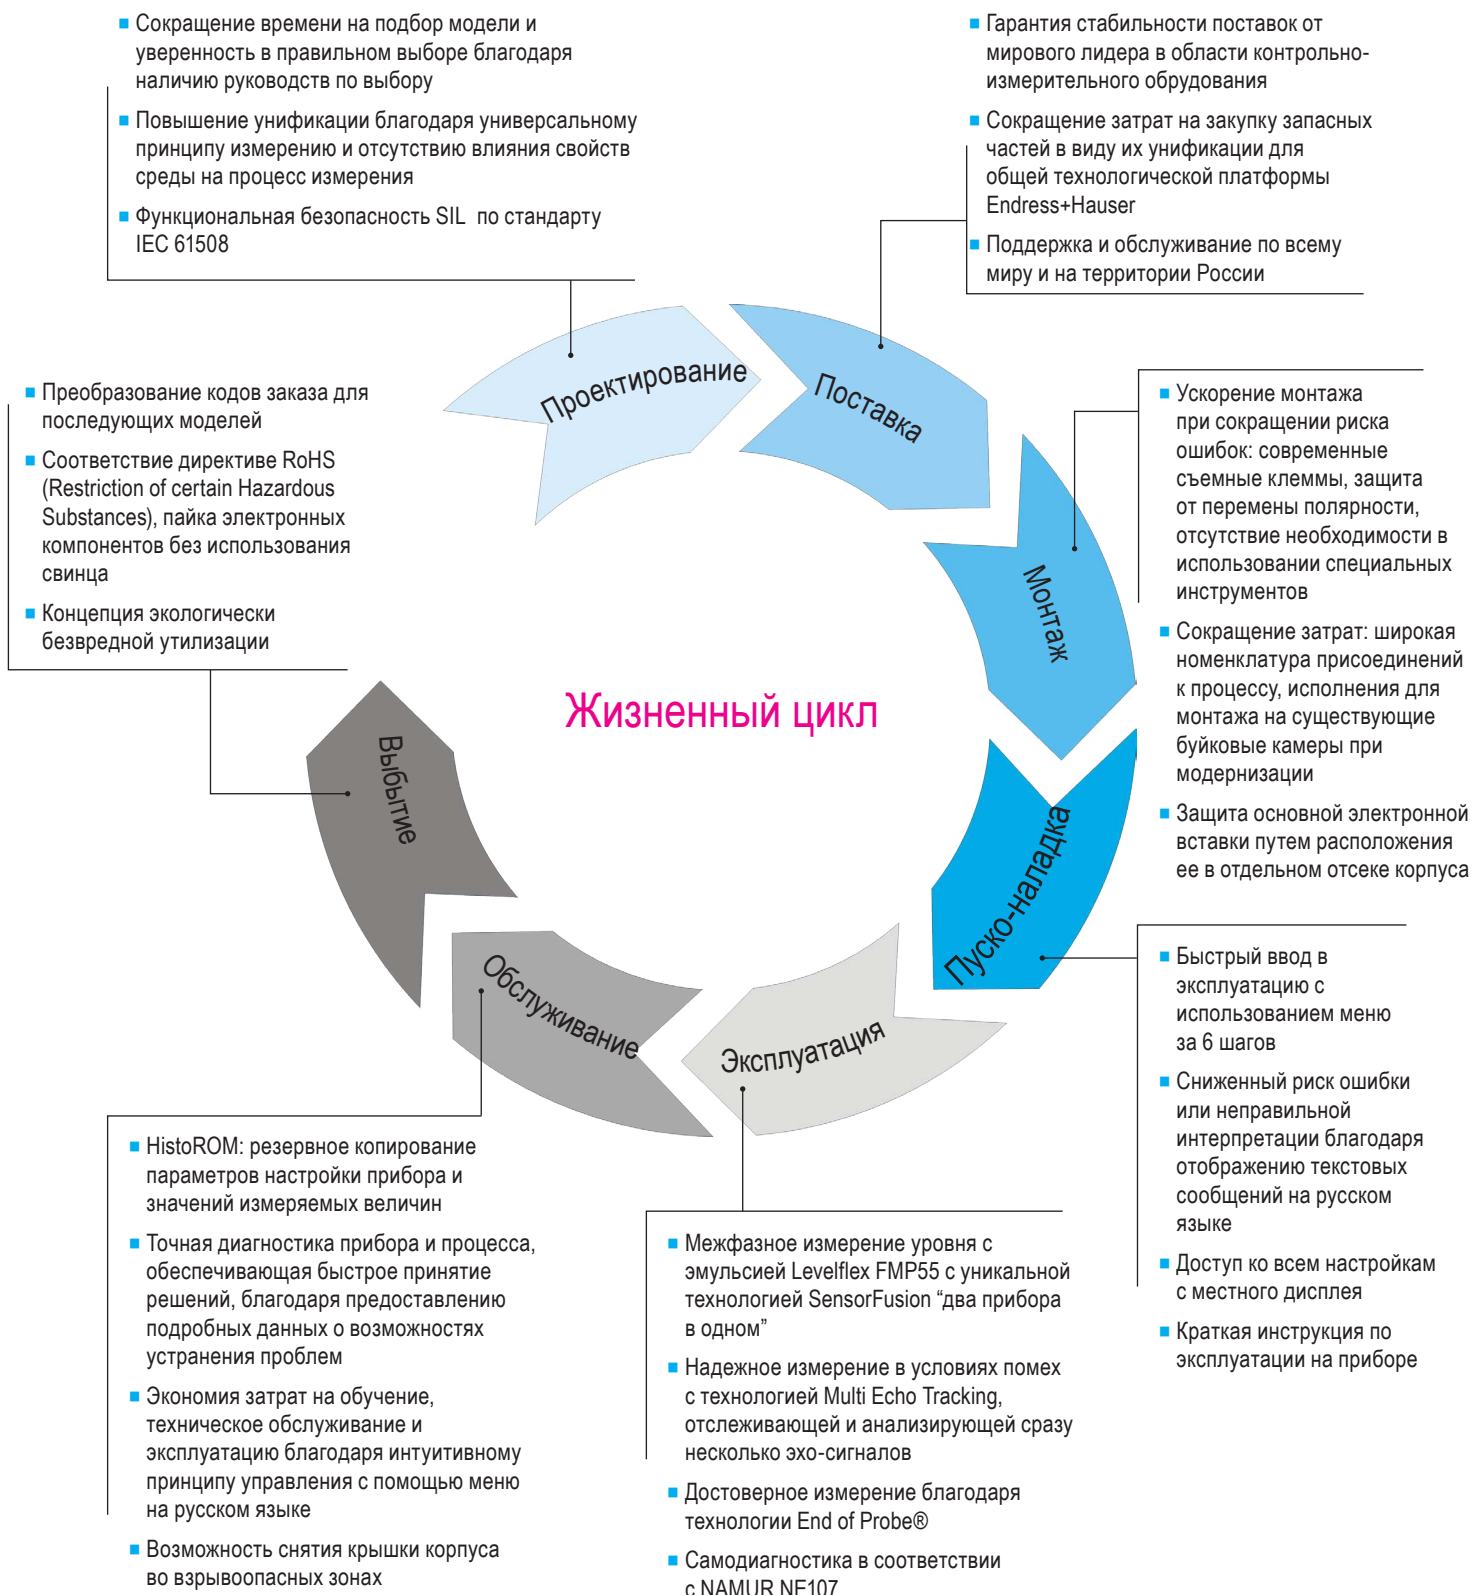 Сокращение времени на подбор модели и
уверенность в правильном выборе благодаря
наличию руководств по выбору
Повышение унификации благодаря универсальному
принципу измерению и отсутствию влияния свойств
среды на процесс измерения
Функциональная безопасность SIL по стандарту
IEC 61508
Гарантия стабильности поставок от
мирового лидера в области контрольно-
измерительного обрудования
Сокращение затрат на закупку запасных
частей в виду их унификации для
общей технологической платформы
Endress+Hauser
Поддержка и обслуживание по всему
миру и на территории России
Проектирование
Поставка
Преобразование кодов заказа для
последующих моделей
Соответствие директиве RoHS
(Restriction of certain Hazardous
Substances), пайка электронных
компонентов без использования
свинца
Концепция экологически
безвредной утилизации
Ускорение монтажа
при сокращении риска
ошибок: современные
съемные клеммы, защита
от перемены полярности,
отсутствие необходимости в
использовании специальных
инструментов
Сокращение затрат: широкая
номенклатура присоединений
к процессу, исполнения для
монтажа на существующие
буйковые камеры при
модернизации
Защита основной электронной
вставки путем расположения
ее в отдельном отсеке корпуса
Монтаж
Жизненный цикл
Выбытие
Пуско-наладка
Обслуживание
Эксплуатация
Быстрый ввод в
эксплуатацию с
использованием меню
за 6 шагов
Сниженный риск ошибки
или неправильной
интерпретации благодаря
отображению текстовых
сообщений на русском
языке
Доступ ко всем настройкам
с местного дисплея
Краткая инструкция по
эксплуатации на приборе
HistoROM: резервное копирование
параметров настройки прибора и
значений измеряемых величин
Точная диагностика прибора и процесса,
обеспечивающая быстрое принятие
решений, благодаря предоставлению
подробных данных о возможностях
устранения проблем
Экономия затрат на обучение,
техническое обслуживание и
эксплуатацию благодаря интуитивному
принципу управления с помощью меню
на русском языке
Возможность снятия крышки корпуса
во взрывоопасных зонах
Межфазное измерение уровня с
эмульсией Levelflex FMP55 с уникальной
технологией SensorFusion “два прибора
в одном”
Надежное измерение в условиях помех
с технологией Multi Echo Tracking,
отслеживающей и анализирующей сразу
несколько эхо-сигналов
Достоверное измерение благодаря
технологии End of Probe®
Самодиагностика в соответствии
с NAMUR NE107